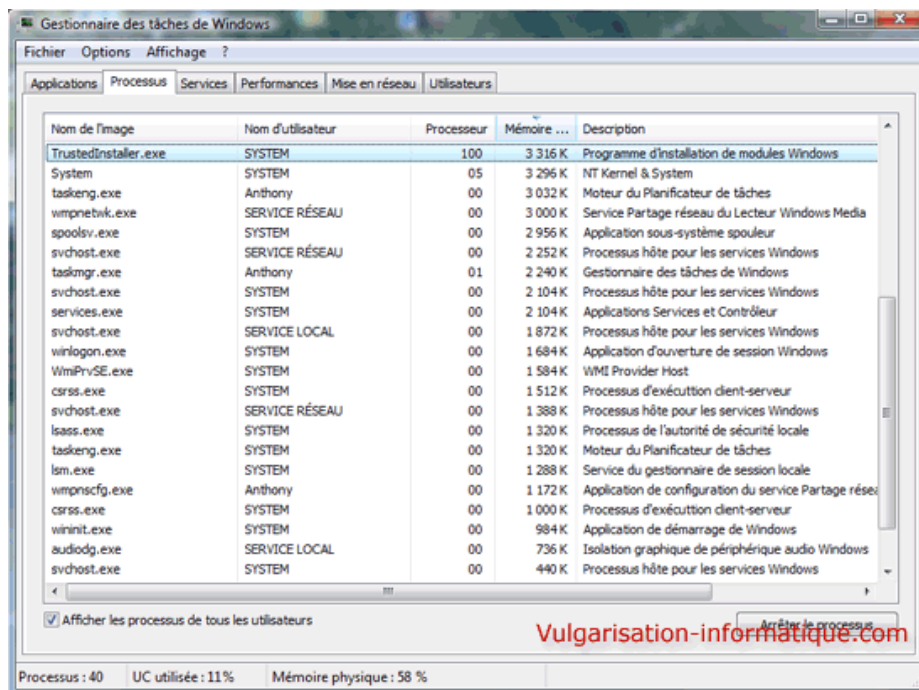 Gestionnaire des tâches de Windows
Fichier Options Affichage ?
Applications Processus Services Performances Mise en réseau Utilisateurs
Nom de l'image Nom d'utilisateur Processeur Mémoire ... Description
TrustedInstaller.exe SYSTEM 100 3 316 K Programme d'installation de modules Windows
System SYSTEM 05 3 296 K NT Kernel & System
taskeng.exe Anthony 00 3 032 K Moteur du Planificateur de tâches
wmpnetwk.exe SERVICE RÉSEAU 00 3 000 K Service Partage réseau du Lecteur Windows Media
spoolsv.exe SYSTEM 00 2 956 K Application sous-système spouleur
svchost.exe SERVICE RÉSEAU 00 2 252 K Processus hôte pour les services Windows
taskmgr.exe Anthony 01 2 240 K Gestionnaire des tâches de Windows
svchost.exe SYSTEM 00 2 104 K Processus hôte pour les services Windows
services.exe SYSTEM 00 2 104 K Applications Services et Contrôleur
svchost.exe SERVICE LOCAL 00 1 872 K Processus hôte pour les services Windows
winlogon.exe SYSTEM 00 1 684 K Application d'ouverture de session Windows
WmiPrvSE.exe SYSTEM 00 1 584 K WMI Provider Host
csrss.exe SYSTEM 00 1 512 K Processus d'exécuttion client-serveur
svchost.exe SERVICE RÉSEAU 00 1 388 K Processus hôte pour les services Windows
lsass.exe SYSTEM 00 1 320 K Processus de l'autorité de sécurité locale
taskeng.exe SYSTEM 00 1 320 K Moteur du Planificateur de tâches
lsm.exe SYSTEM 00 1 288 K Service du gestionnaire de session locale
wmpnscfg.exe Anthony 00 1 172 K Application de configuration du service Partage résea
csrss.exe SYSTEM 00 1 000 K Processus d'exécuttion client-serveur
wininit.exe SYSTEM 00 984 K Application de démarrage de Windows
audiodg.exe SERVICE LOCAL 00 736 K Isolation graphique de périphérique audio Windows
svchost.exe SYSTEM 00 440 K Processus hôte pour les services Windows
Afficher les processus de tous les utilisateurs
Arrêter le processus
Vulgarisation-informatique.com
Processus : 40 UC utilisée : 11% Mémoire physique : 58 %